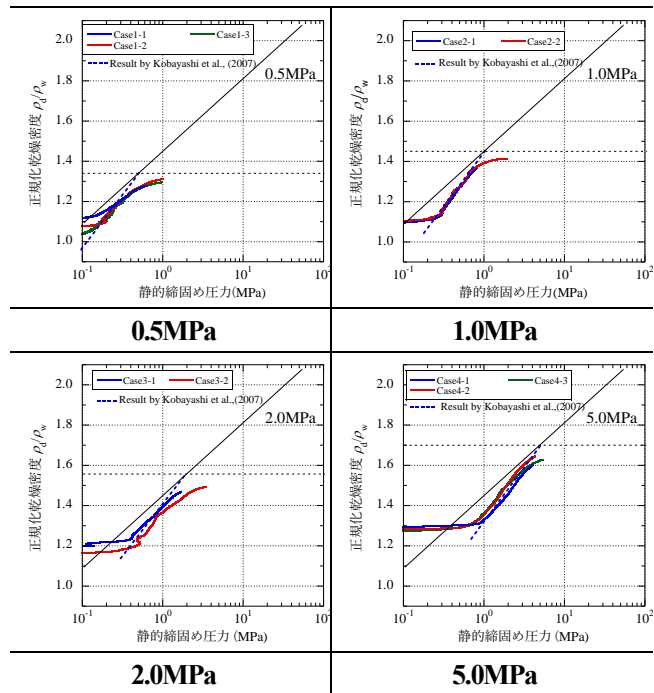 Case1-1 Case1-3
Case1-2
Result by Kobayashi et al., (2007)
0.5MPa
2.0
1.8
1.6
1.4
1.2
1.0
正規化乾燥密度 ρd/ρw
10-1 100 101 102
静的締固め圧力(MPa)
0.5MPa
Case2-1 Case2-2
Result by Kobayashi et al., (2007)
1.0MPa
2.0
1.8
1.6
1.4
1.2
1.0
正規化乾燥密度 ρd/ρw
10-1 100 101 102
静的締固め圧力(MPa)
1.0MPa
Case3-1 Case3-2
Result by Kobayashi et al.,(2007)
2.0MPa
2.0
1.8
1.6
1.4
1.2
1.0
正規化乾燥密度 ρd/ρw
10-1 100 101 102
静的締固め圧力 (MPa)
2.0MPa
Case4-1 Case4-3
Case4-2
Result by Kobayashi et al.,(2007)
5.0MPa
2.0
1.8
1.6
1.4
1.2
1.0
正規化乾燥密度 ρd/ρw
10-1 100 101 102
静的締固め圧力 (MPa)
5.0MPa